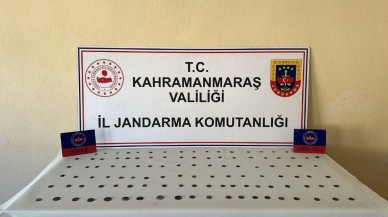 T.C.
KAHRAMANMARAŞ
VALİLİĞİ
İL JANDARMA KOMUTANLIĞI